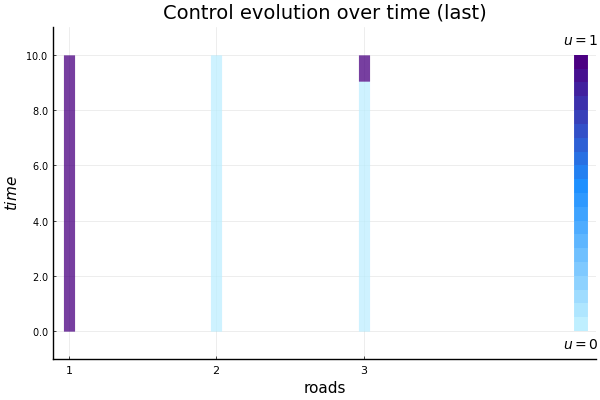 Control evolution over time (last)
u = 1
10.0
8.0
6.0
time
4.0
2.0
0.0
u = 0
1 2 3
roads